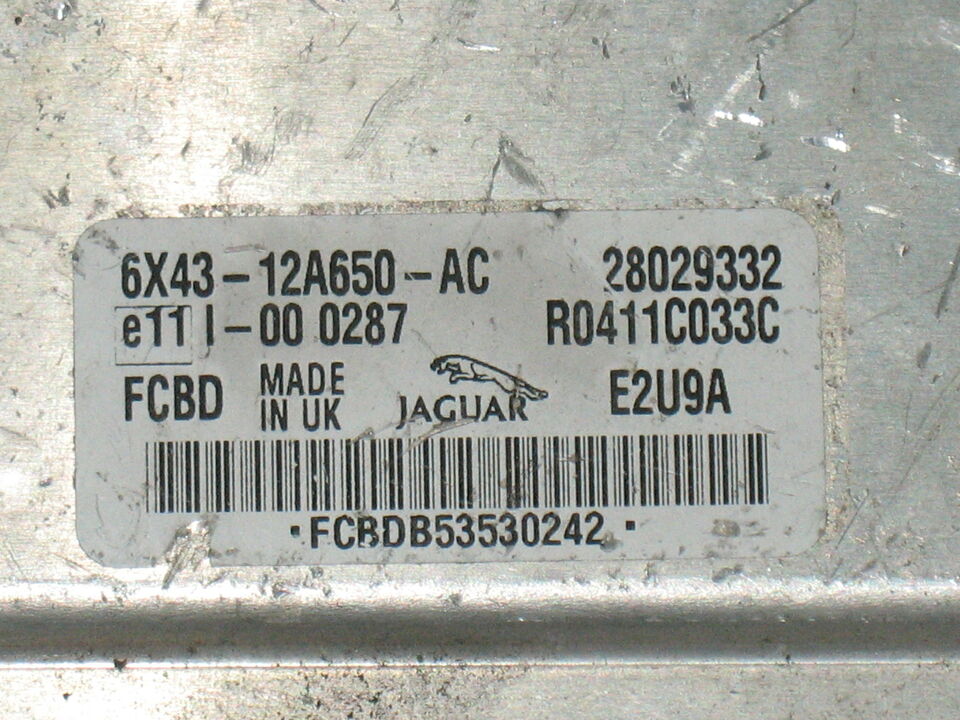 6X43-12A650-AC 28029332
e11 I-00 0287 R0411C033C
FCBD MADE IN UK JAGUAR E2U9A
·FCBDB53530242·